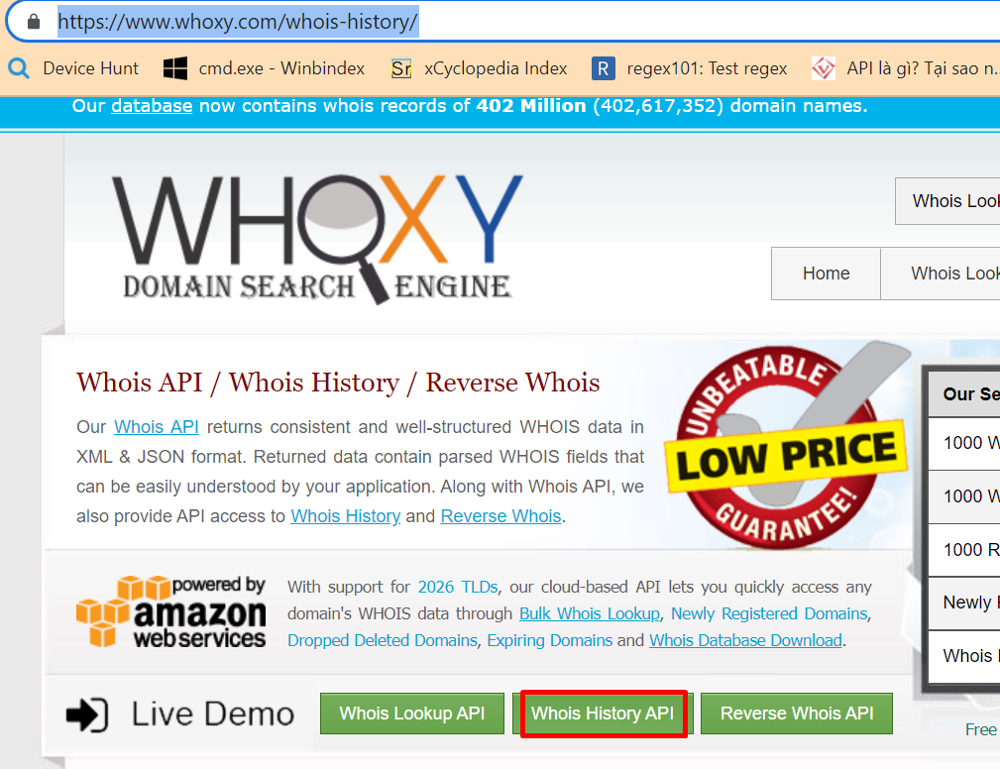 https://www.whoxy.com/whois-history/
Device Hunt cmd.exe - Winbindex Sr xCyclopedia Index R regex101: Test regex API là gì? Tại sao n...
Our database now contains whois records of 402 Million (402,617,352) domain names.
WHOXY
DOMAIN SEARCH ENGINE
Whois Look
Home Whois Look
Whois API / Whois History / Reverse Whois
Our Whois API returns consistent and well-structured WHOIS data in
XML & JSON format. Returned data contain parsed WHOIS fields that
can be easily understood by your application. Along with Whois API, we
also provide API access to Whois History and Reverse Whois.
UNBEATABLE
LOW PRICE
GUARANTEE!
Our Se
1000 W
1000 W
1000 R
Newly
Whois
powered by
amazon
web services
With support for 2026 TLDs, our cloud-based API lets you quickly access any
domain's WHOIS data through Bulk Whois Lookup, Newly Registered Domains,
Dropped Deleted Domains, Expiring Domains and Whois Database Download.
Live Demo Whois Lookup API Whois History API Reverse Whois API
Free